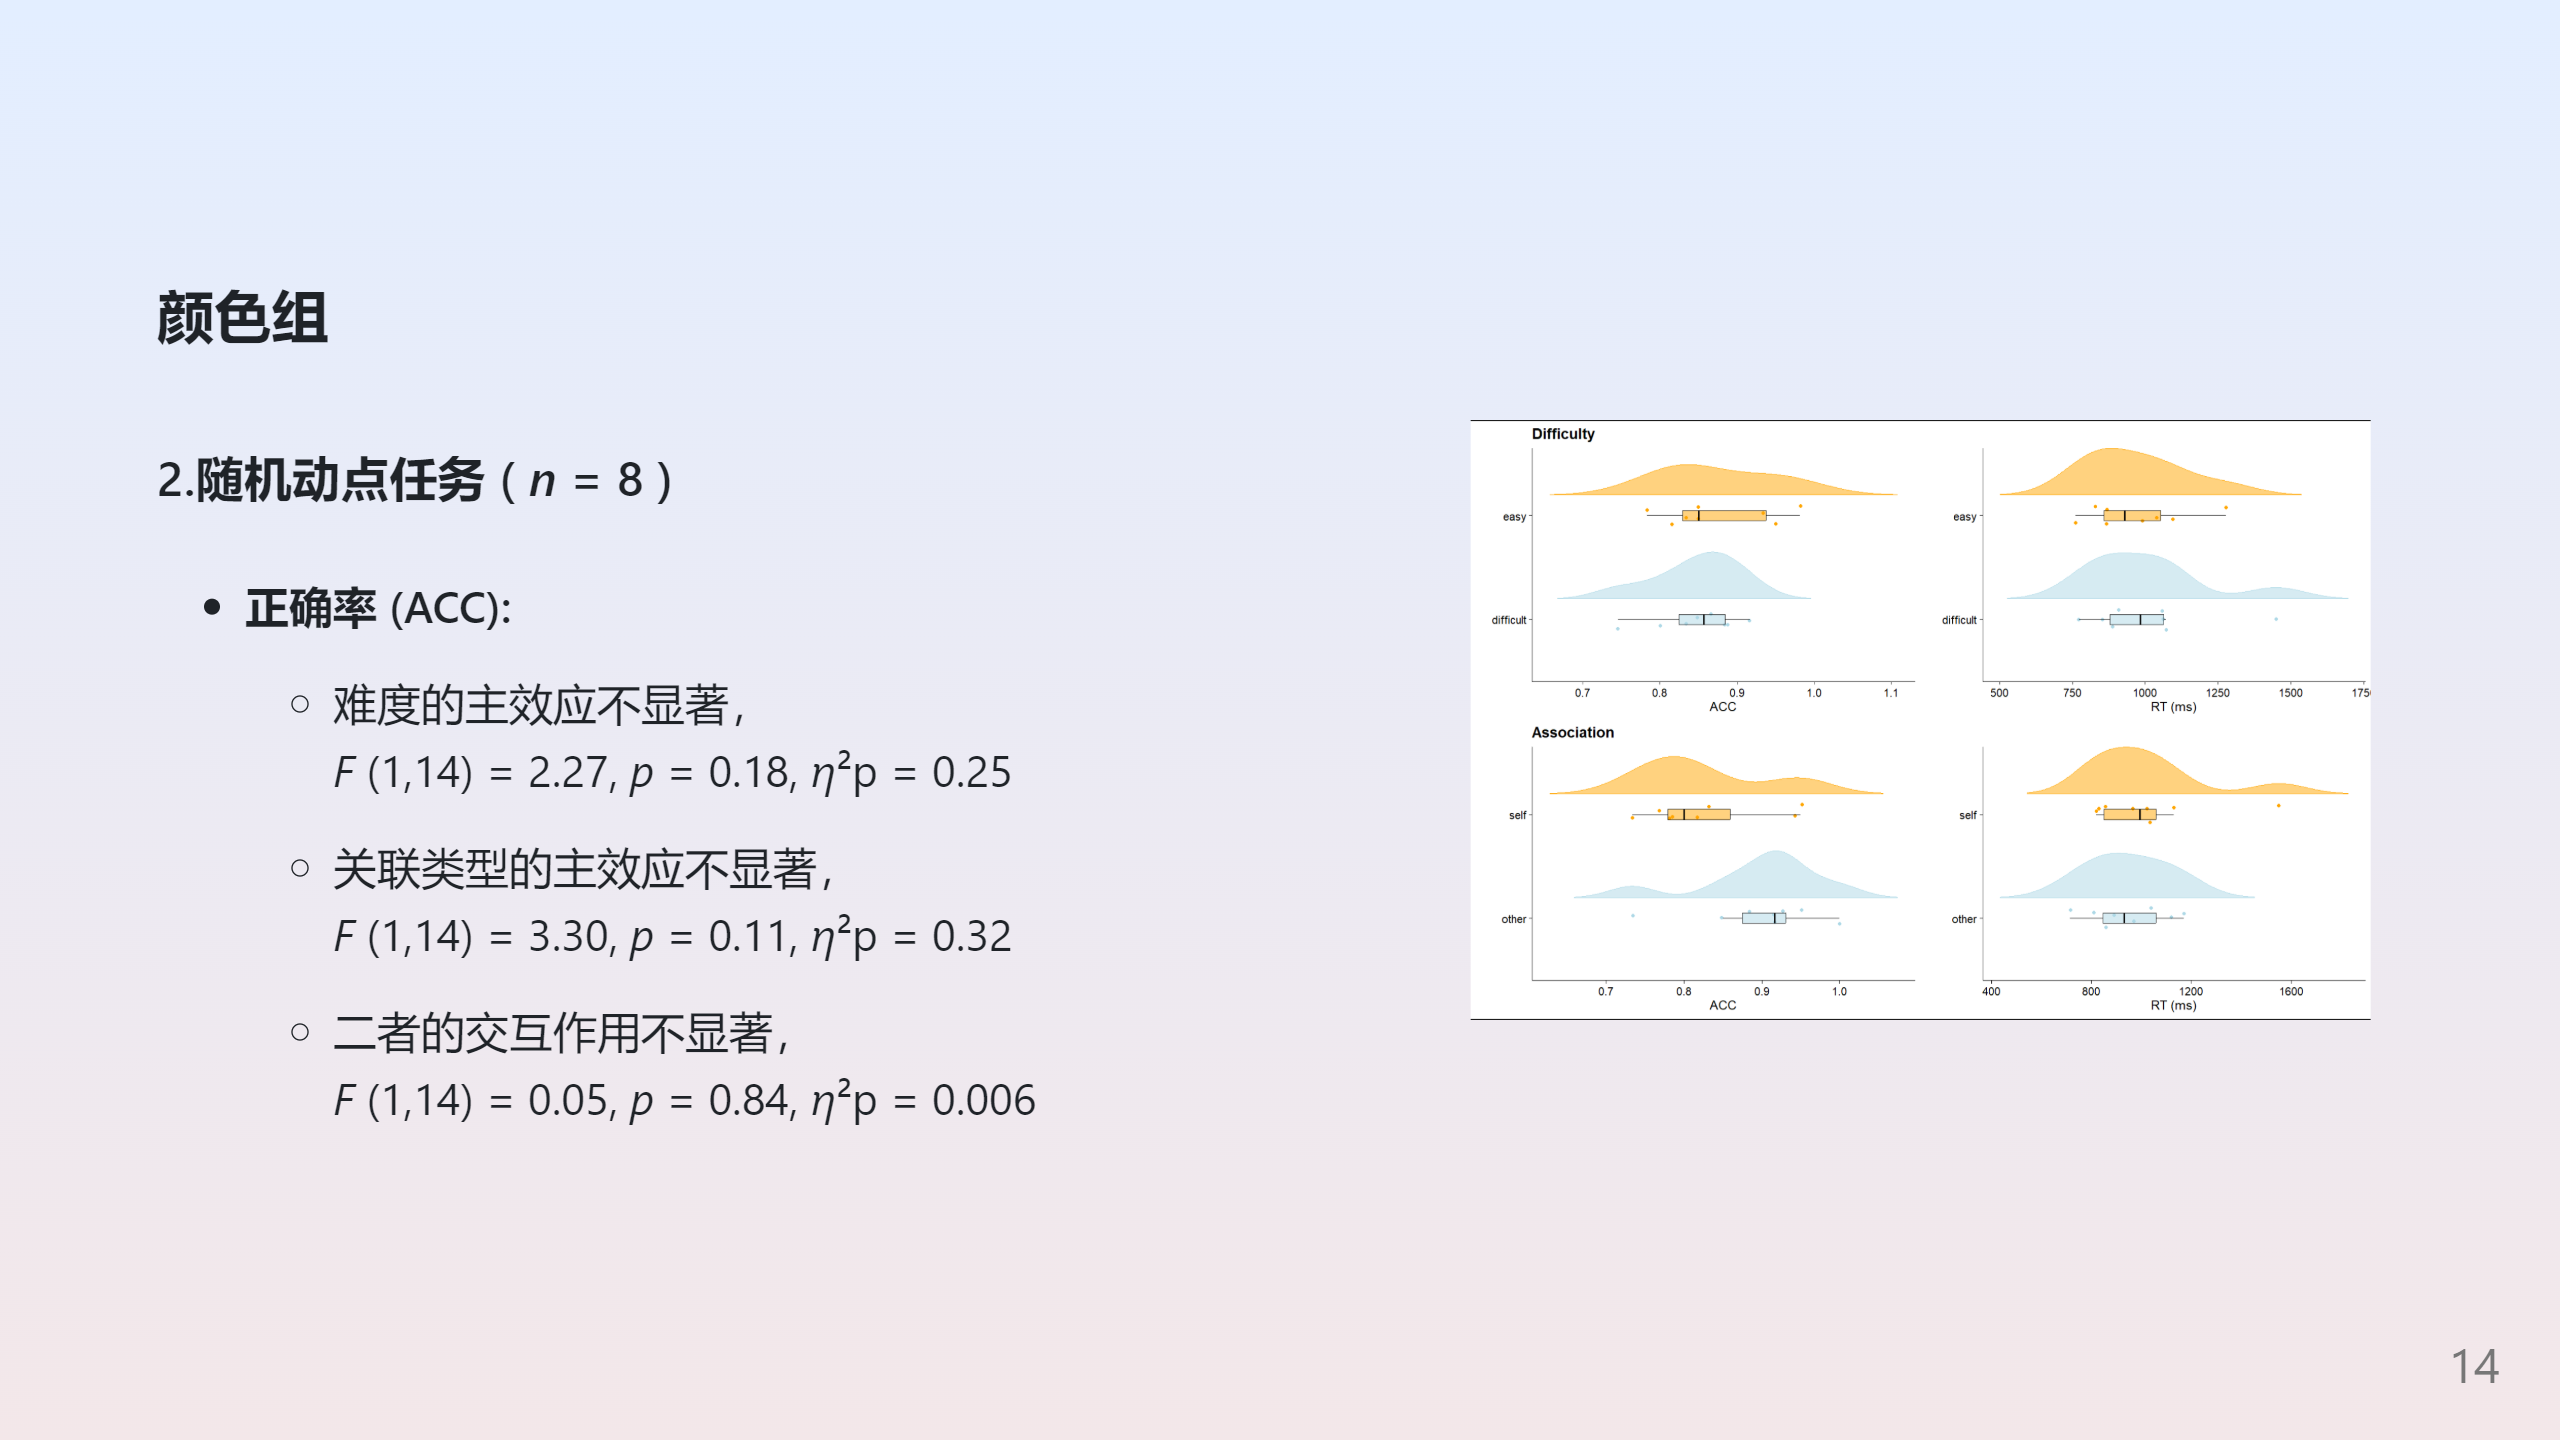 颜色组
2.随机动点任务 ( n = 8 )
正确率 (ACC):
难度的主效应不显著,
F (1,14) = 2.27, p = 0.18, η²p = 0.25
关联类型的主效应不显著,
F (1,14) = 3.30, p = 0.11, η²p = 0.32
二者的交互作用不显著,
F (1,14) = 0.05, p = 0.84, η²p = 0.006
Difficulty
easy
difficult
0.7 0.8 0.9 1.0 1.1
ACC
easy
difficult
500 750 1000 1250 1500 175
RT (ms)
Association
self
other
0.7 0.8 0.9 1.0
ACC
self
other
400 800 1200 1600
RT (ms)
14